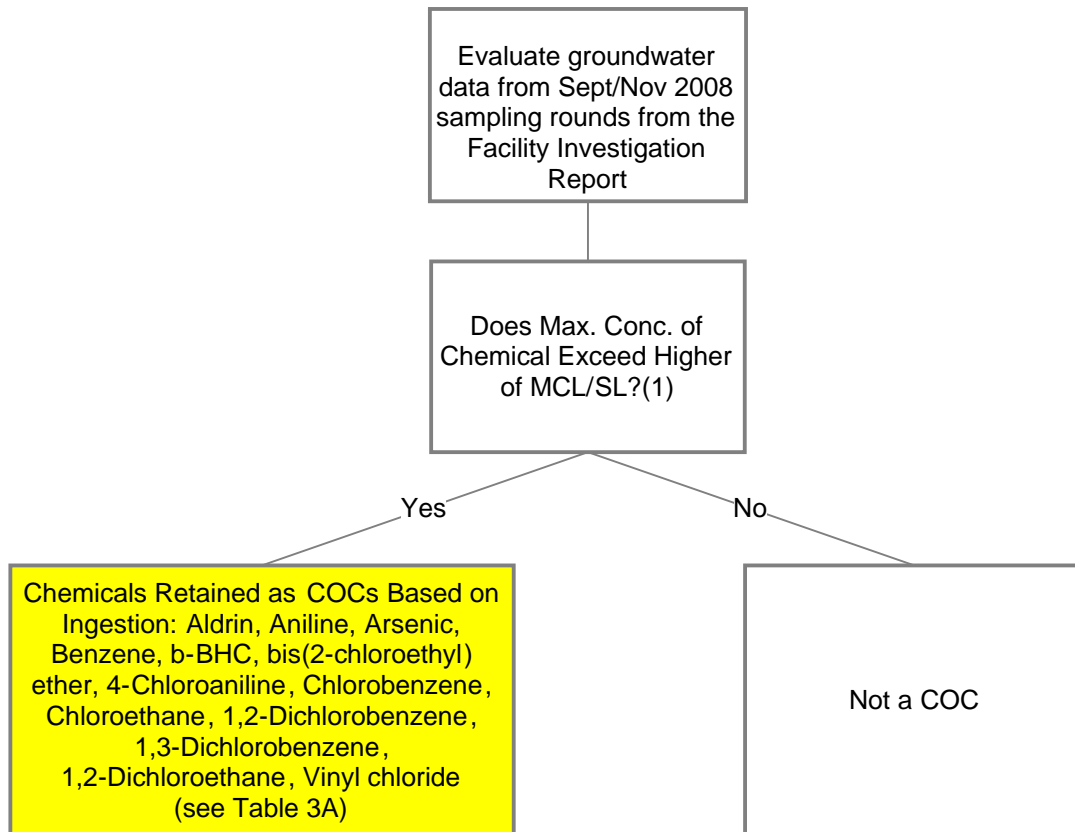 Evaluate groundwater
data from Sept/Nov 2008
sampling rounds from the
Facility Investigation
Report
Does Max. Conc. of
Chemical Exceed Higher
of MCL/SL?(1)
Yes
No
Chemicals Retained as COCs Based on
Ingestion: Aldrin, Aniline, Arsenic,
Benzene, b-BHC, bis(2-chloroethyl)
ether, 4-Chloroaniline, Chlorobenzene,
Chloroethane, 1,2-Dichlorobenzene,
1,3-Dichlorobenzene,
1,2-Dichloroethane, Vinyl chloride
(see Table 3A)
Not a COC